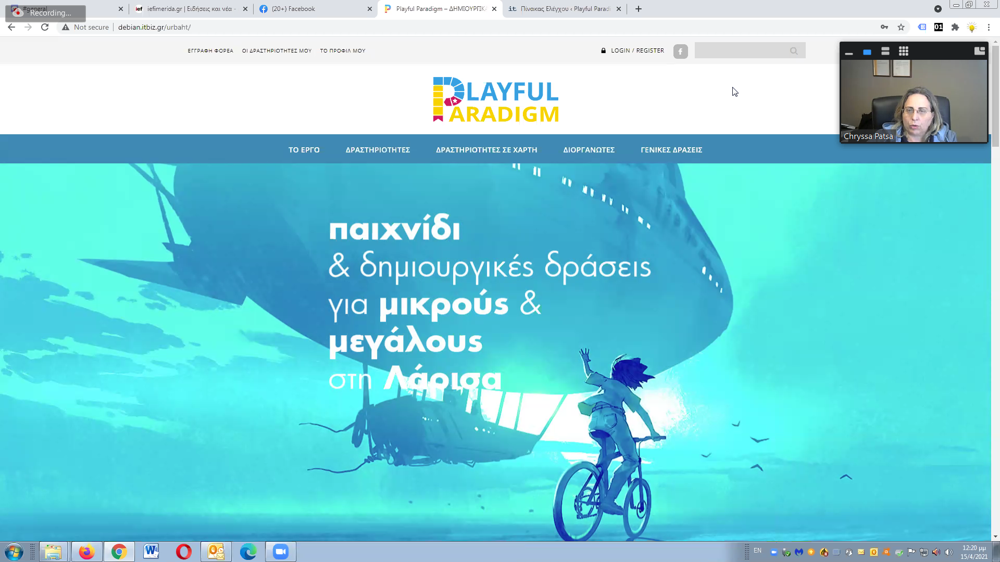 Recording...
#general
iefimerida.gr | Ειδήσεις και νέα -
(20+) Facebook
Playful Paradigm – ΔΗΜΙΟΥΡΓΙΚ
Πίνακας Ελέγχου ‹ Playful Paradi
Not secure
debian.itbiz.gr/urbaht/
ΕΓΓΡΑΦΗ ΦΟΡΕΑ
ΟΙ ΔΡΑΣΤΗΡΙΟΤΗΤΕΣ ΜΟΥ
ΤΟ ΠΡΟΦΙΛ ΜΟΥ
LOGIN / REGISTER
PLAYFUL
PARADIGM
Chryssa Patsa
ΤΟ ΕΡΓΟ
ΔΡΑΣΤΗΡΙΟΤΗΤΕΣ
ΔΡΑΣΤΗΡΙΟΤΗΤΕΣ ΣΕ ΧΑΡΤΗ
ΔΙΟΡΓΑΝΩΤΕΣ
ΓΕΝΙΚΕΣ ΔΡΑΣΕΙΣ
παιχνίδι
& δημιουργικές δράσεις
για μικρούς &
μεγάλους
στη Λάρισα
EN
12:20 μμ
15/4/2021